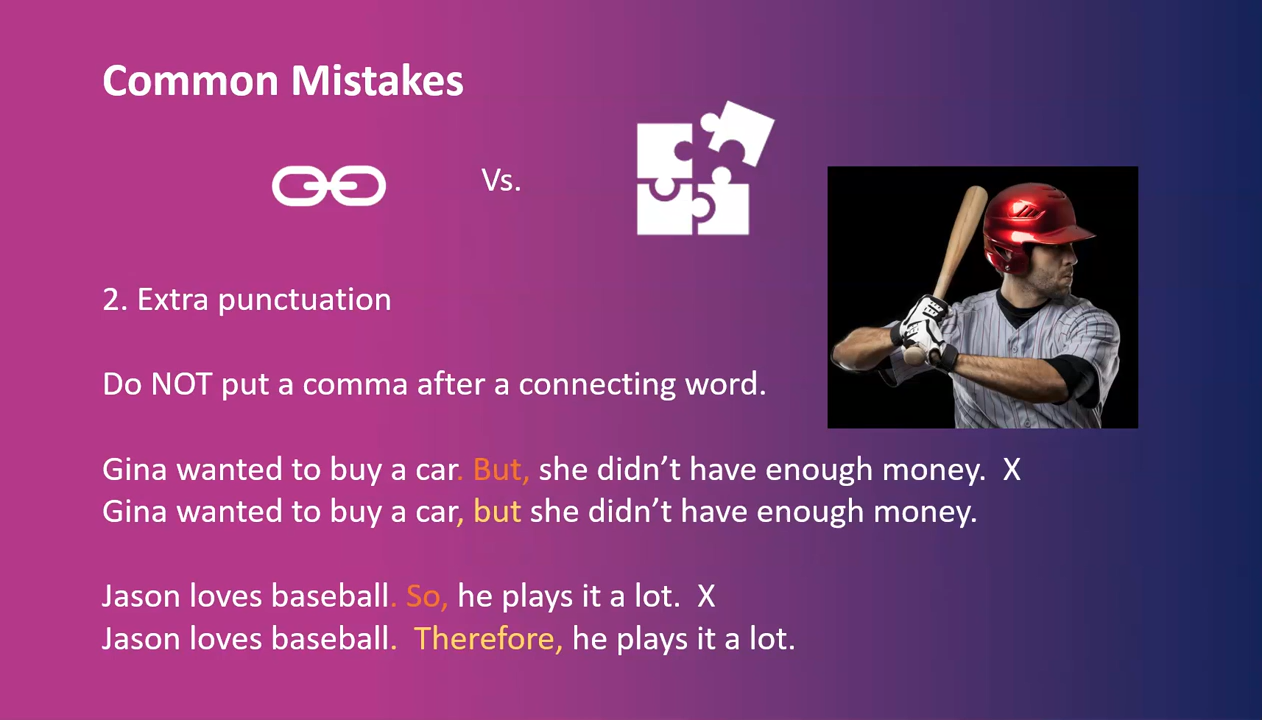 Common Mistakes
Vs.
2. Extra punctuation
Do NOT put a comma after a connecting word.
Gina wanted to buy a car. But, she didn’t have enough money.  X
Gina wanted to buy a car, but she didn’t have enough money.
Jason loves baseball. So, he plays it a lot.  X
Jason loves baseball.  Therefore, he plays it a lot.